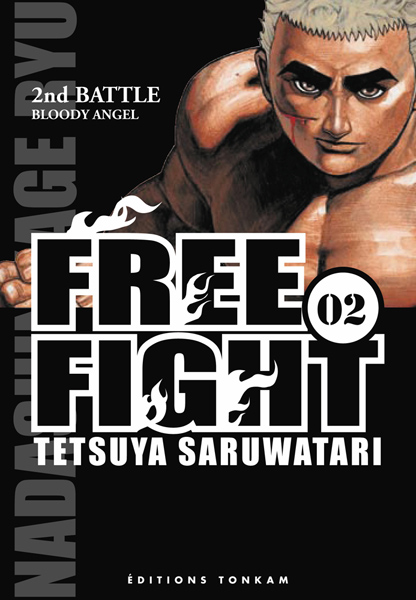 NADASHINKAGE RYU
2nd BATTLE
BLOODY ANGEL
FREE
02
FIGHT
TETSUYA SARUWATARI
ÉDITIONS TONKAM